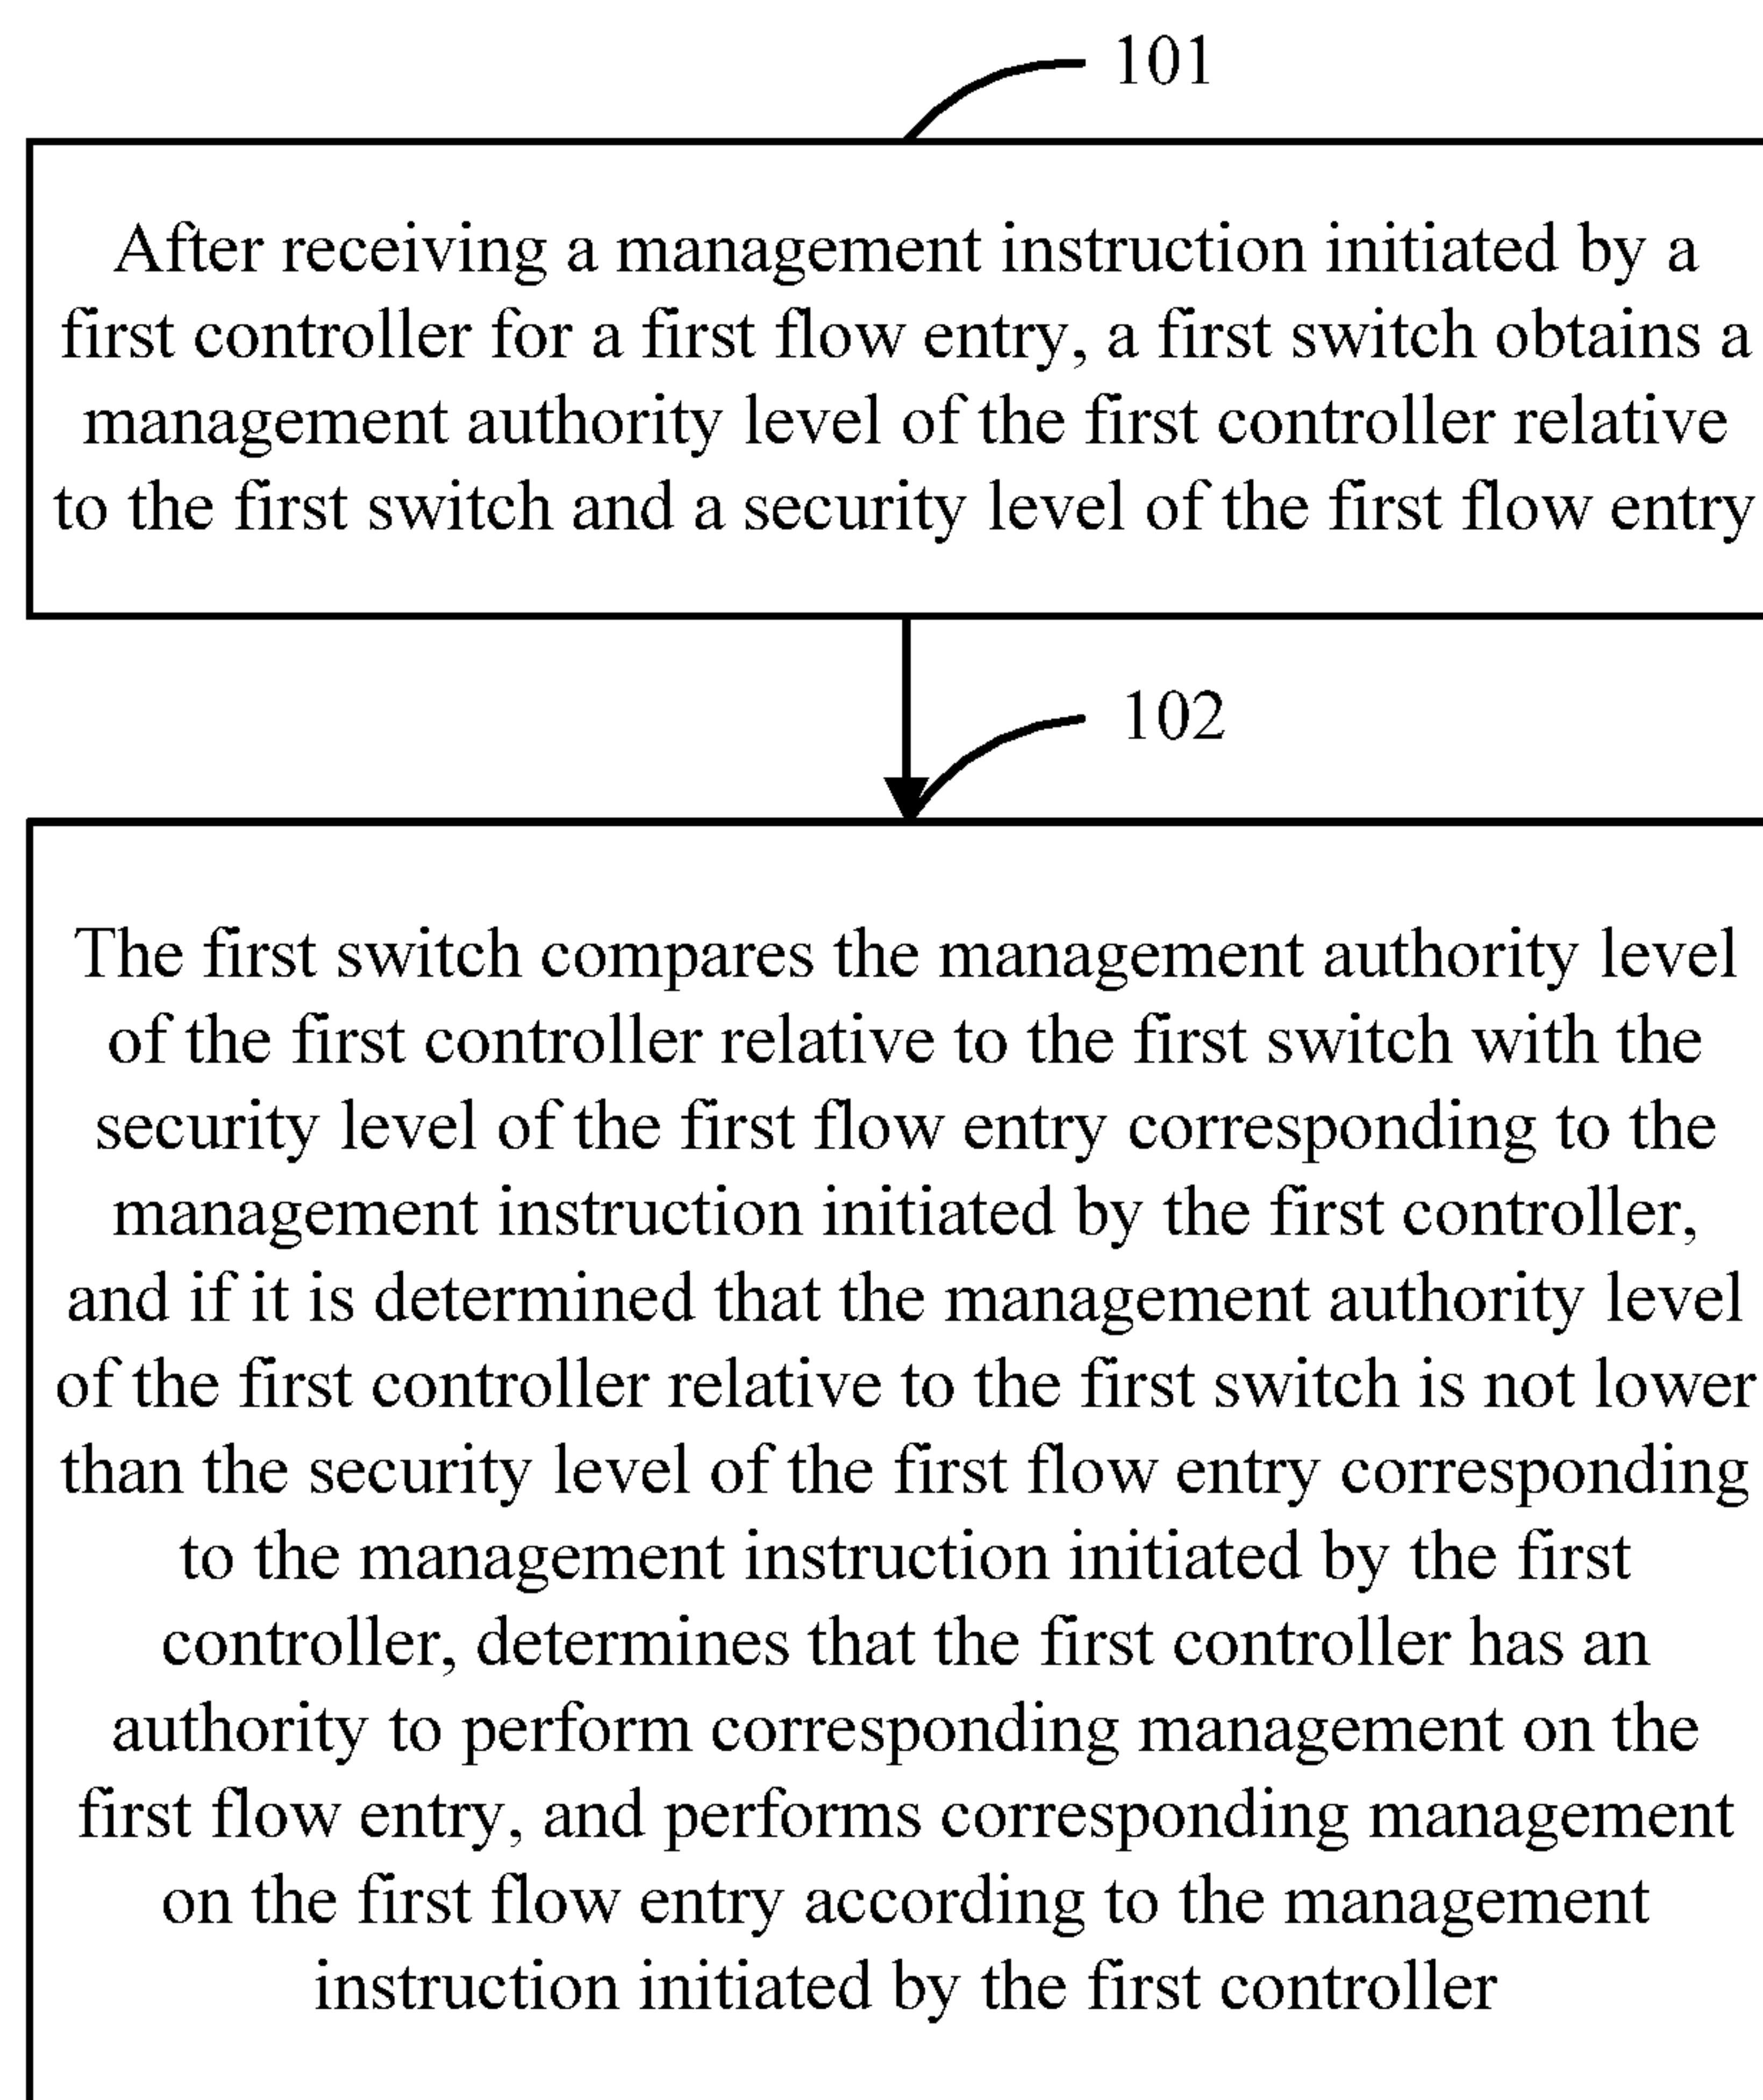 101
After receiving a management instruction initiated by a
first controller for a first flow entry, a first switch obtains a
management authority level of the first controller relative
to the first switch and a security level of the first flow entry
102
The first switch compares the management authority level
of the first controller relative to the first switch with the
security level of the first flow entry corresponding to the
management instruction initiated by the first controller,
and if it is determined that the management authority level
of the first controller relative to the first switch is not lower
than the security level of the first flow entry corresponding
to the management instruction initiated by the first
controller, determines that the first controller has an
authority to perform corresponding management on the
first flow entry, and performs corresponding management
on the first flow entry according to the management
instruction initiated by the first controller